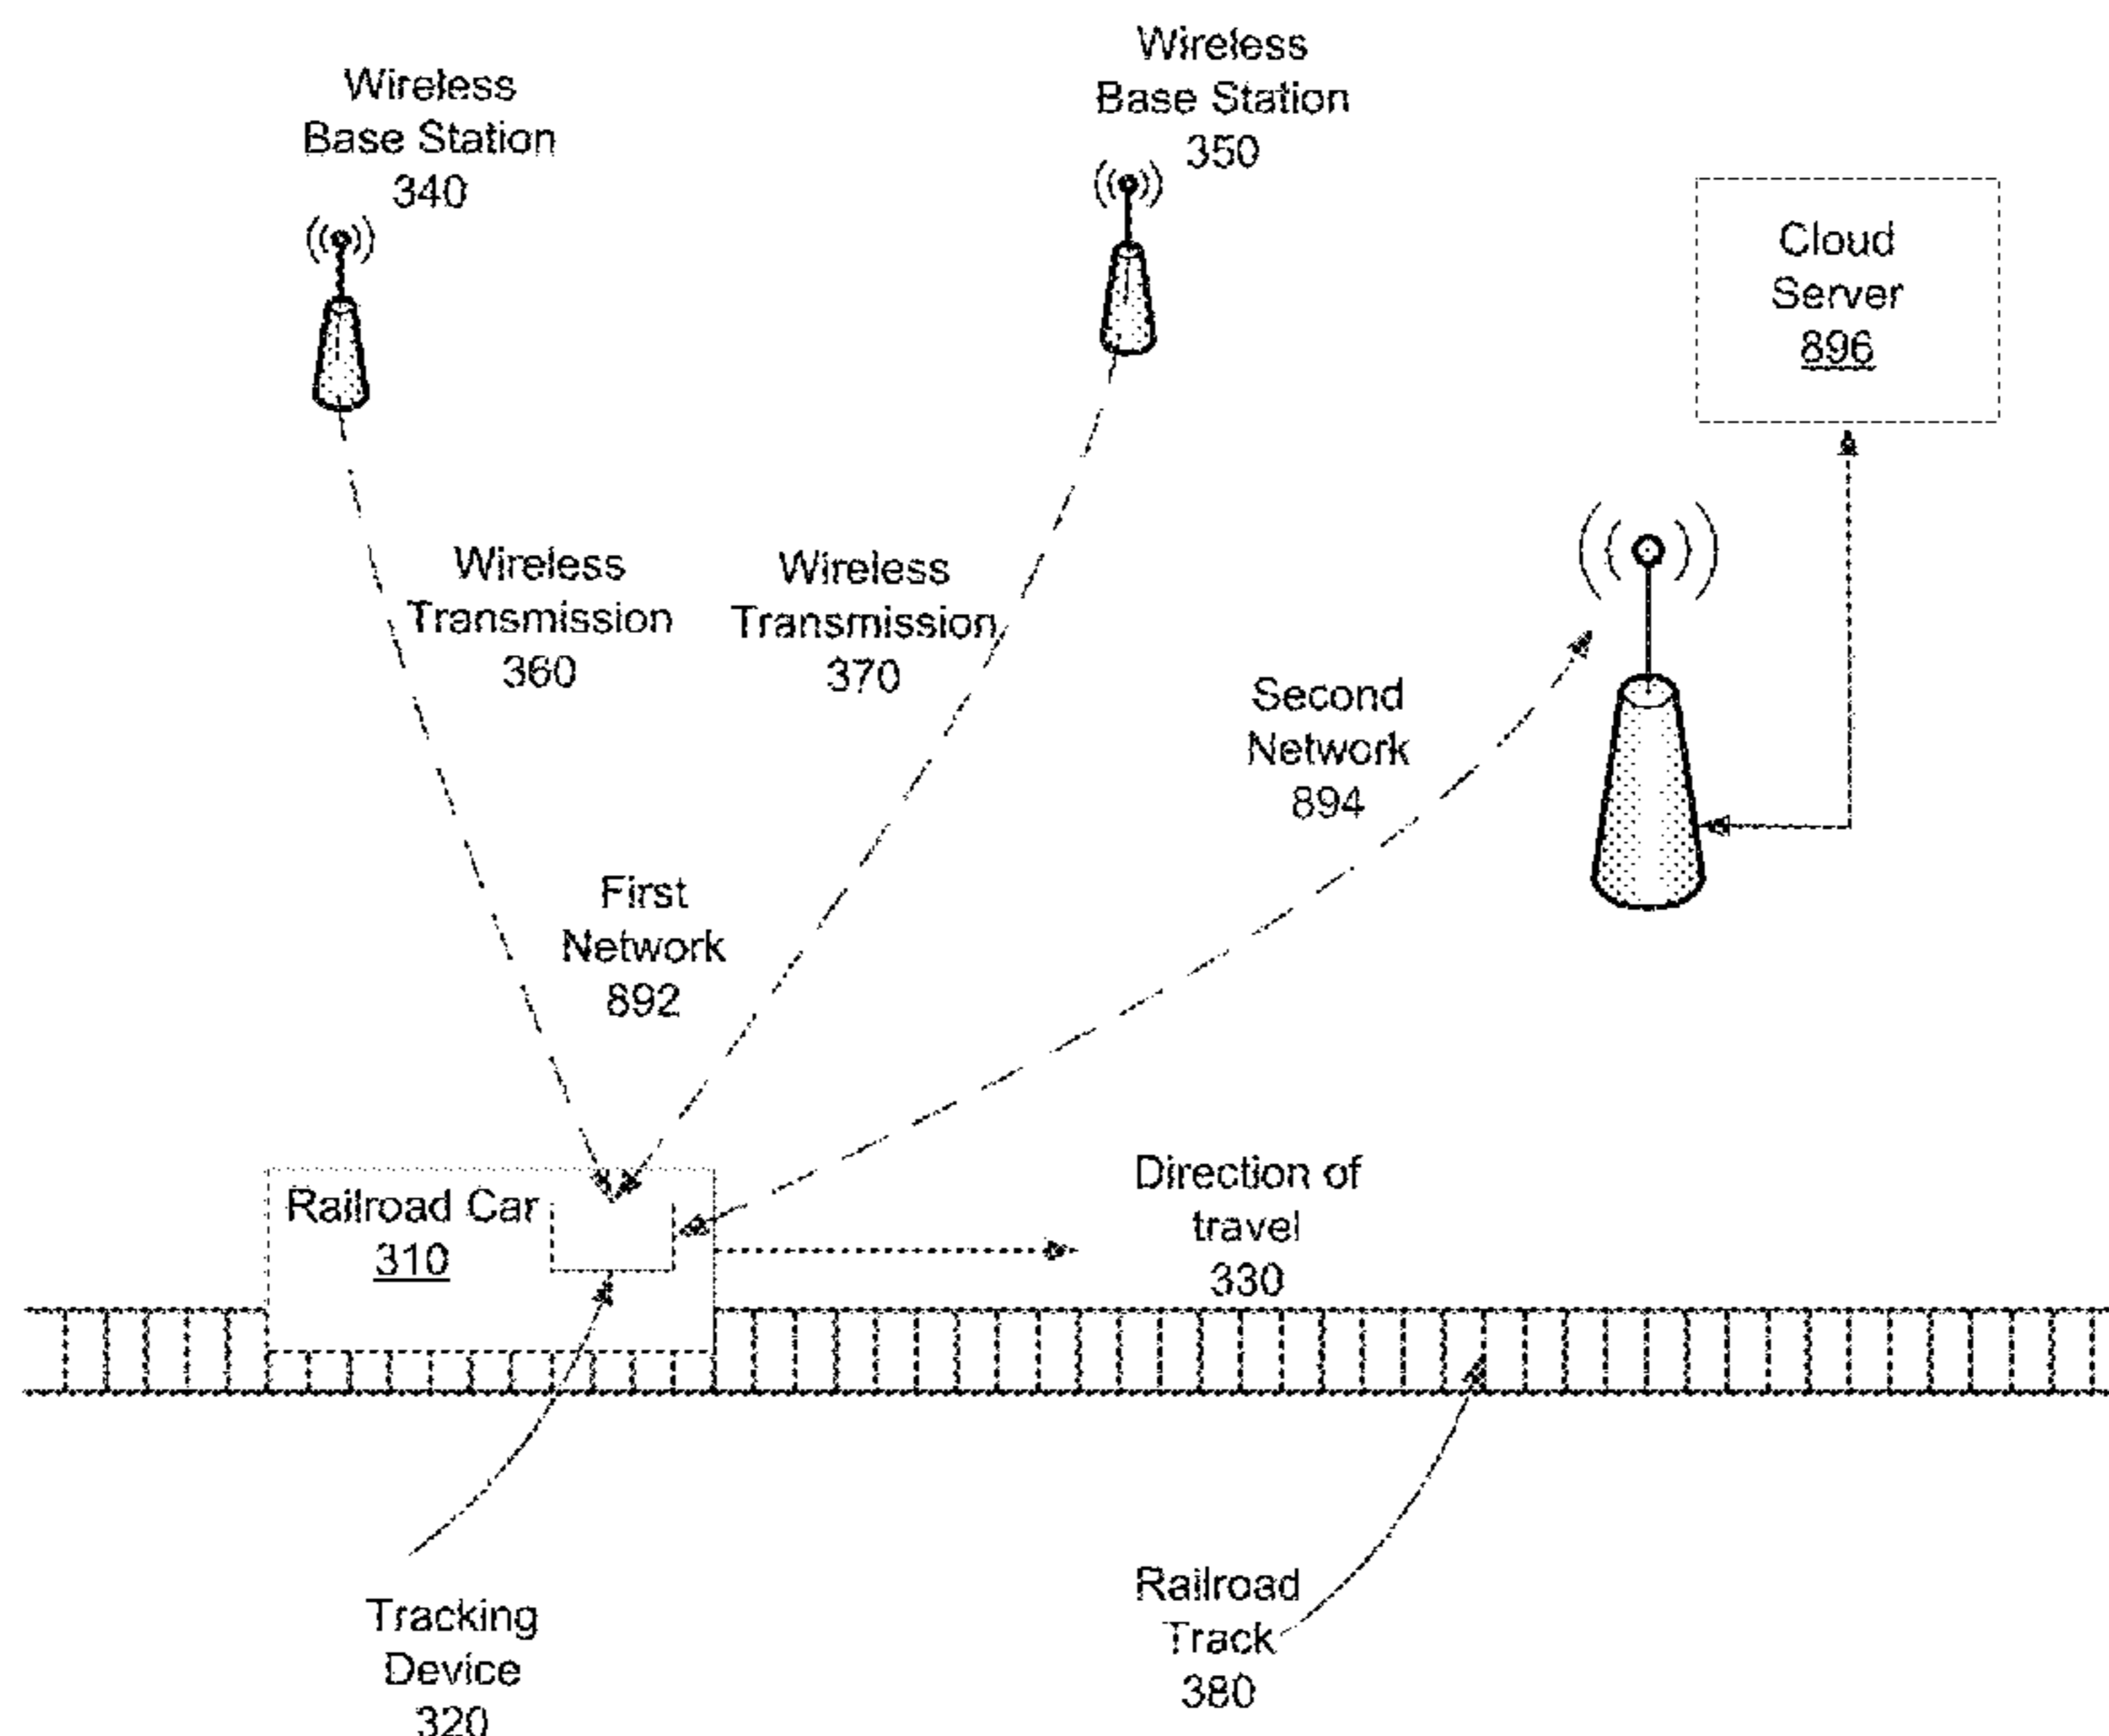 Wireless
Base Station
340
Wireless
Base Station
350
Cloud
Server
896
Wireless
Transmission
360
Wireless
Transmission
370
Second
Network
894
First
Network
892
Railroad Car
310
Direction of
travel
330
Tracking
Device
320
Railroad
Track
380